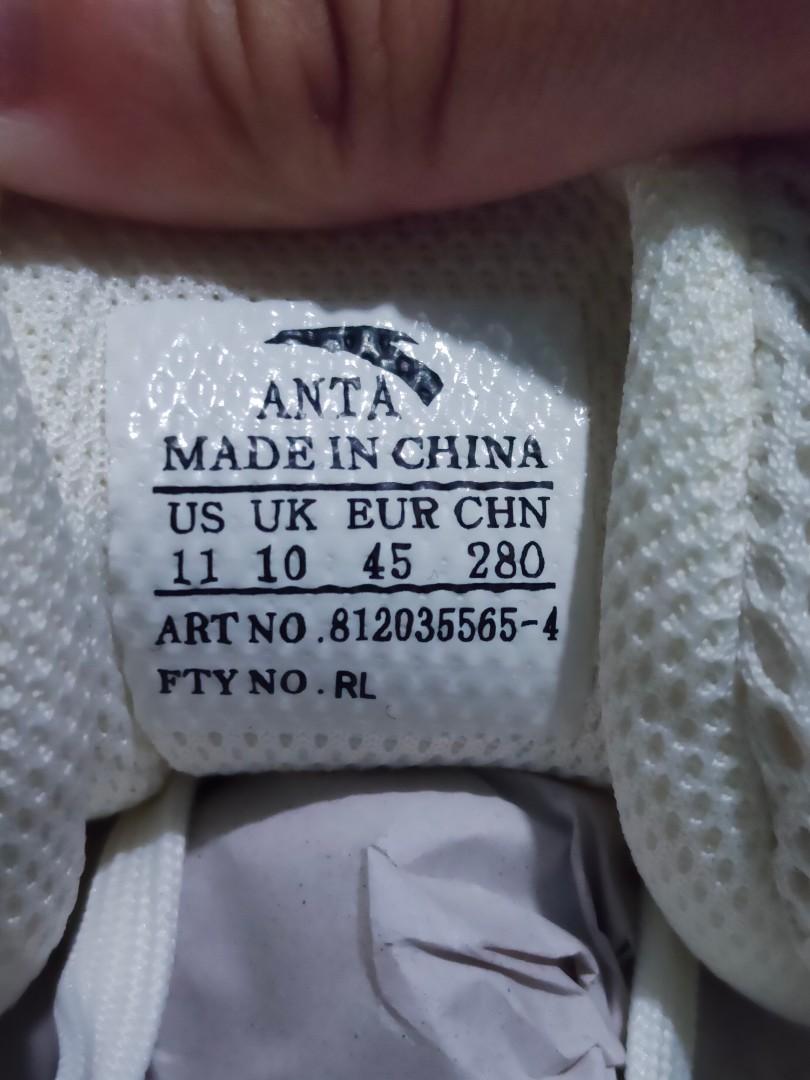 ANTA
MADE IN CHINA
US UK EUR CHN
11 10 45 280
ART NO.812035565-4
FTY NO.RL